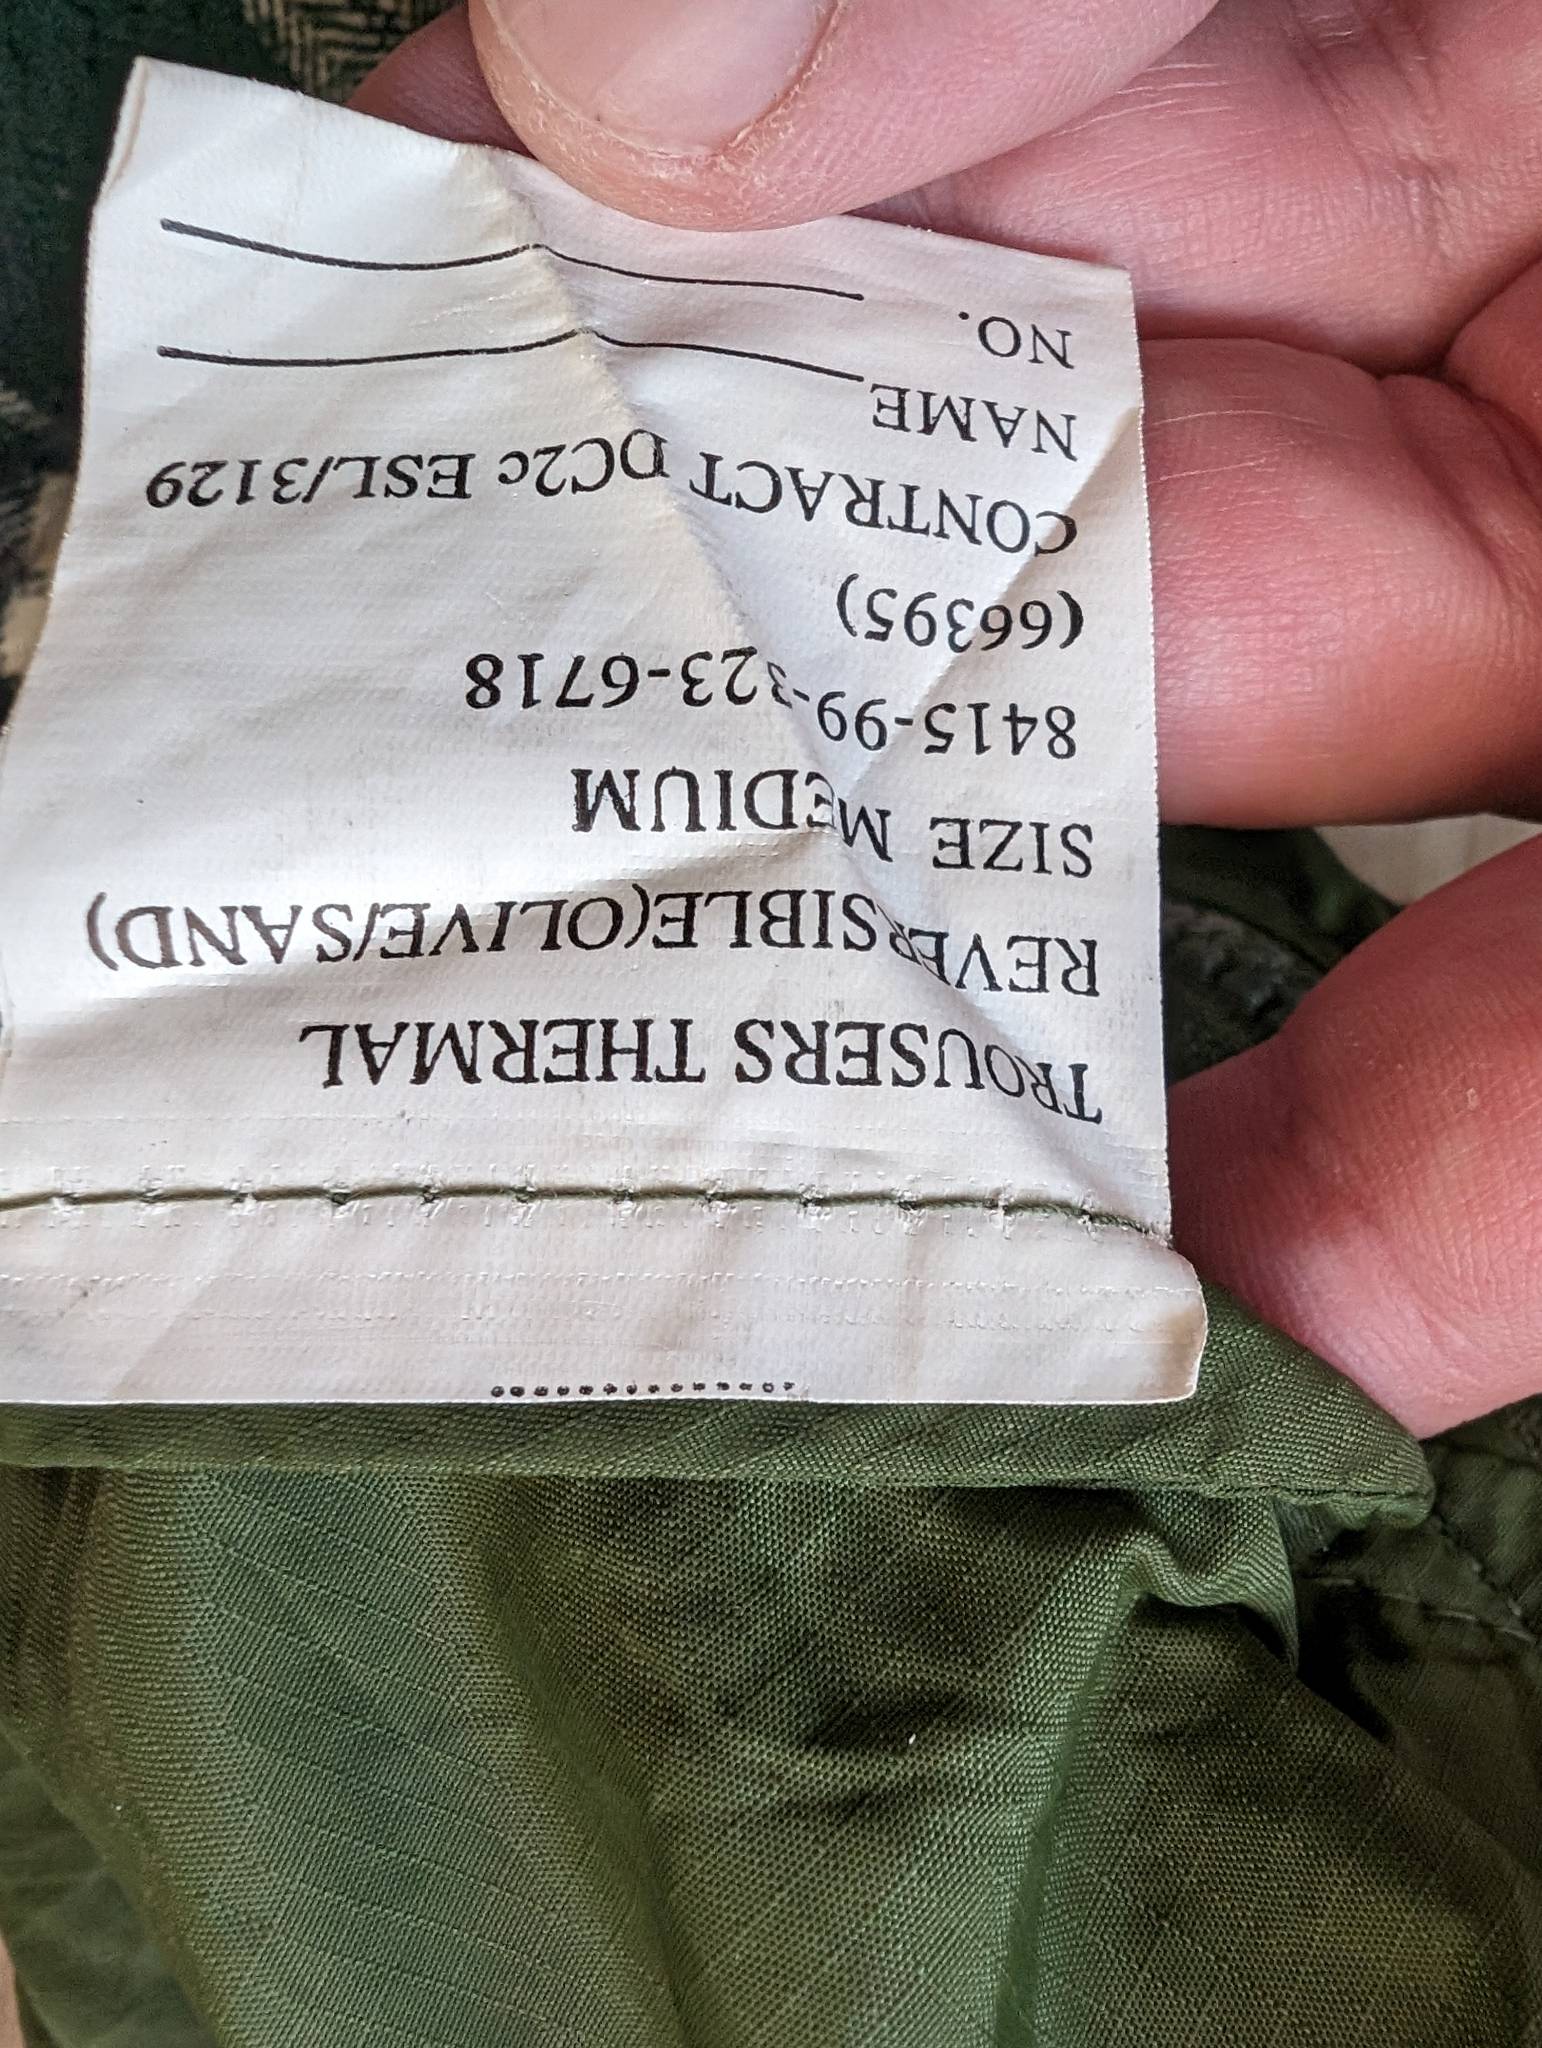 TROUSERS THERMAL
REVERSIBLE(OLIVE/SAND)
SIZE MEDIUM
8415-99-323-6718
(66395)
CONTRACT DC2c ESL/3129
NAME
NO.